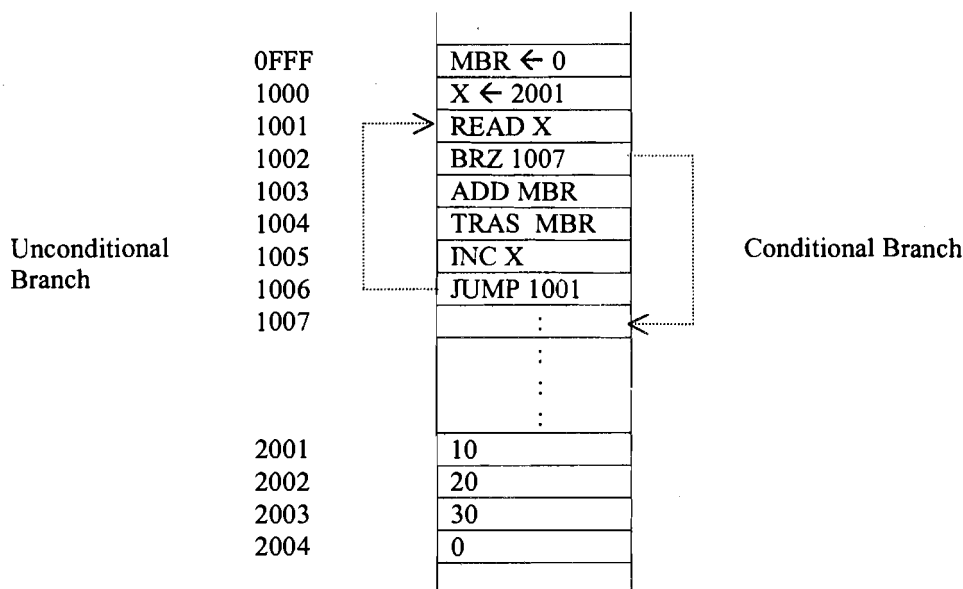 0FFF MBR ← 0
1000 X ← 2001
1001 READ X
1002 BRZ 1007
1003 ADD MBR
1004 TRAS MBR
Unconditional Branch
1005 INC X
Conditional Branch
1006 JUMP 1001
1007 :
:
:
:
2001 10
2002 20
2003 30
2004 0